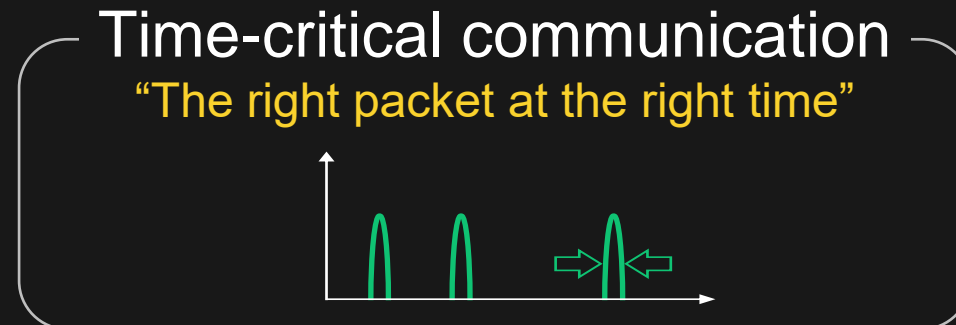 Time-critical communication
“The right packet at the right time”